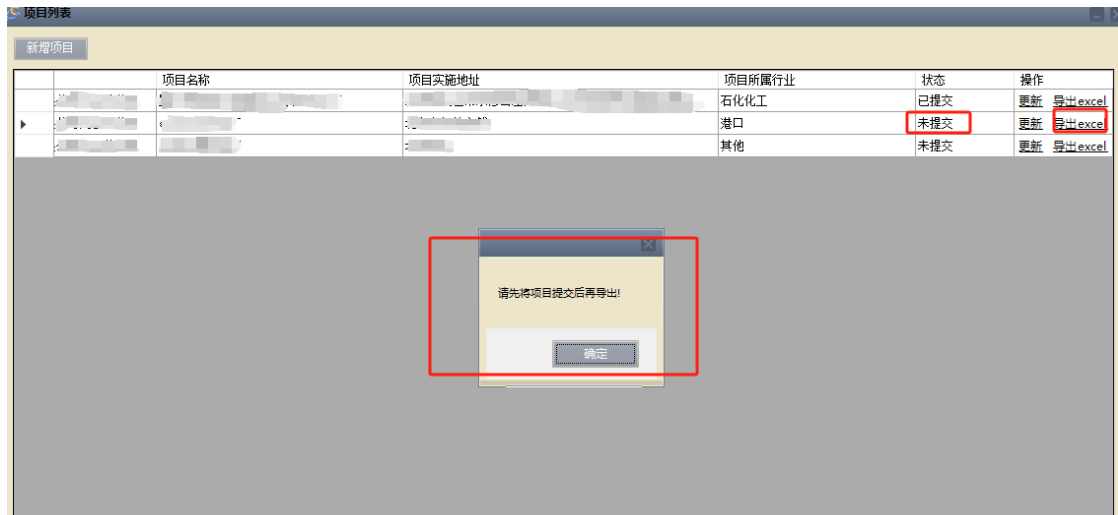 项目列表
新增项目
项目名称 项目实施地址 项目所属行业 状态 操作
石化化工 已提交 更新 导出excel
港口 未提交 更新 导出excel
其他 未提交 更新 导出excel
请先将项目提交后再导出!
确定